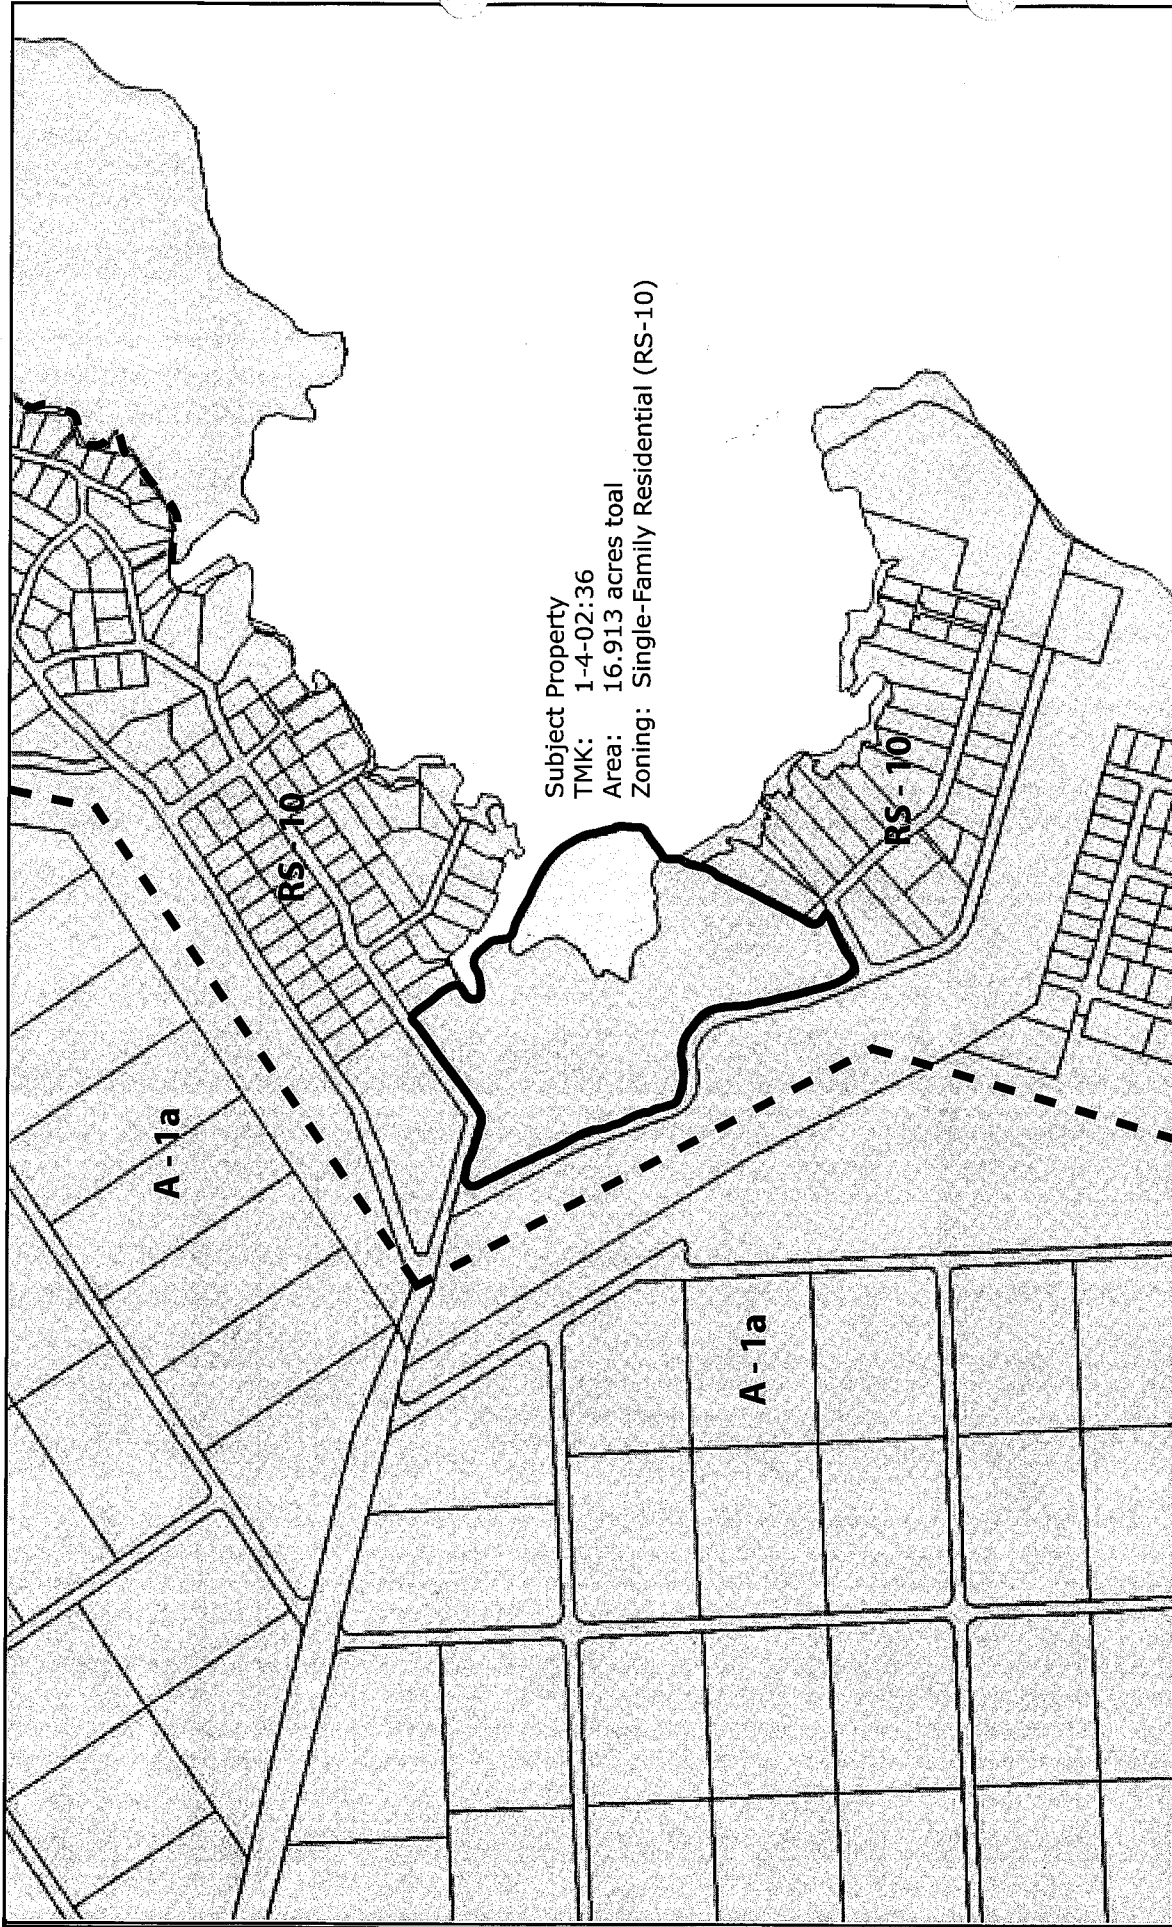 RS - 10
A - 1a
Subject Property
TMK: 1-4-02:36
Area: 16.913 acres toal
Zoning: Single-Family Residential (RS-10)
RS - 10
A - 1a